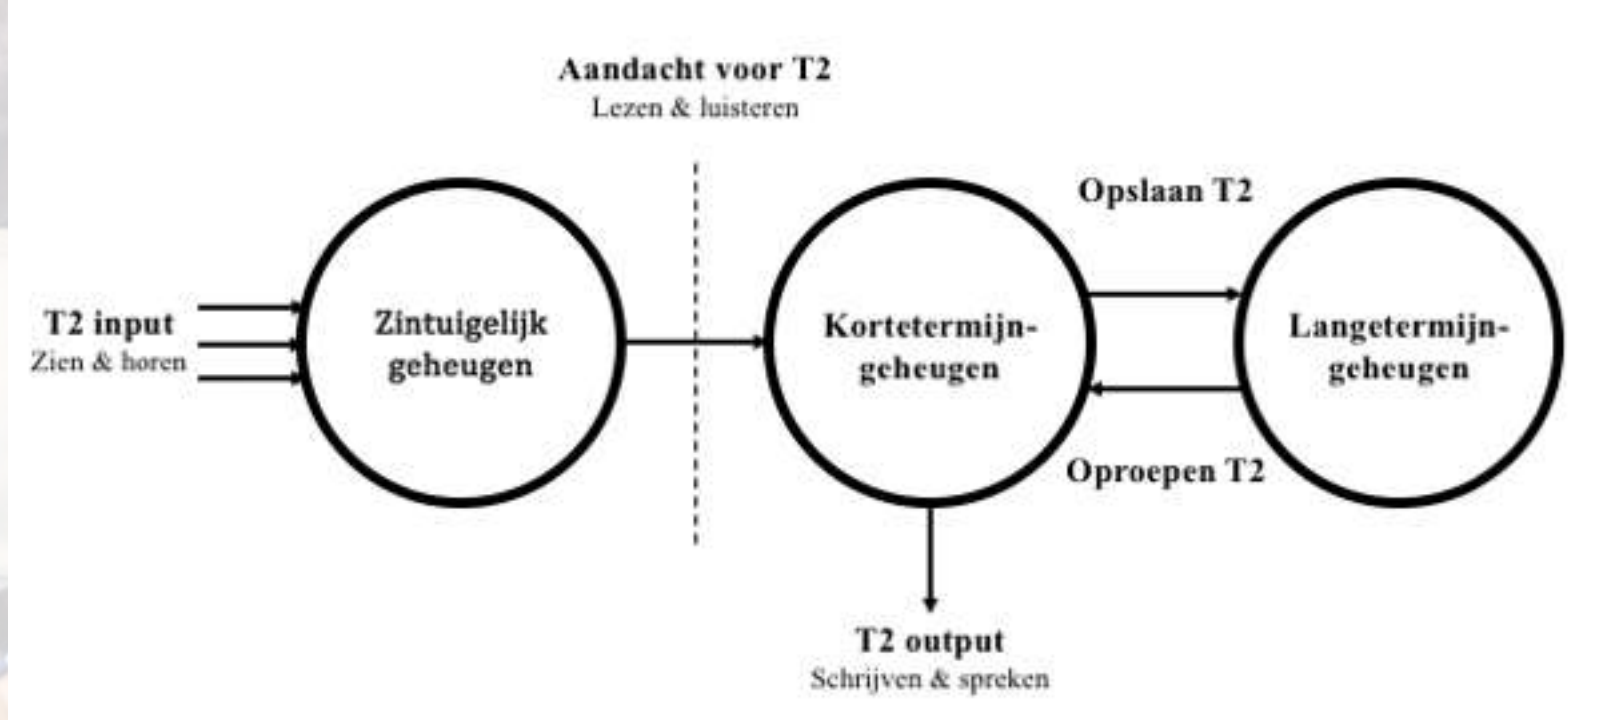 Aandacht voor T2
Lezen & luisteren
T2 input
Zien & horen
Zintuigelijk
geheugen
Kortetermijn-
geheugen
Opslaan T2
Oproepen T2
Langetermijn-
geheugen
T2 output
Schrijven & spreken